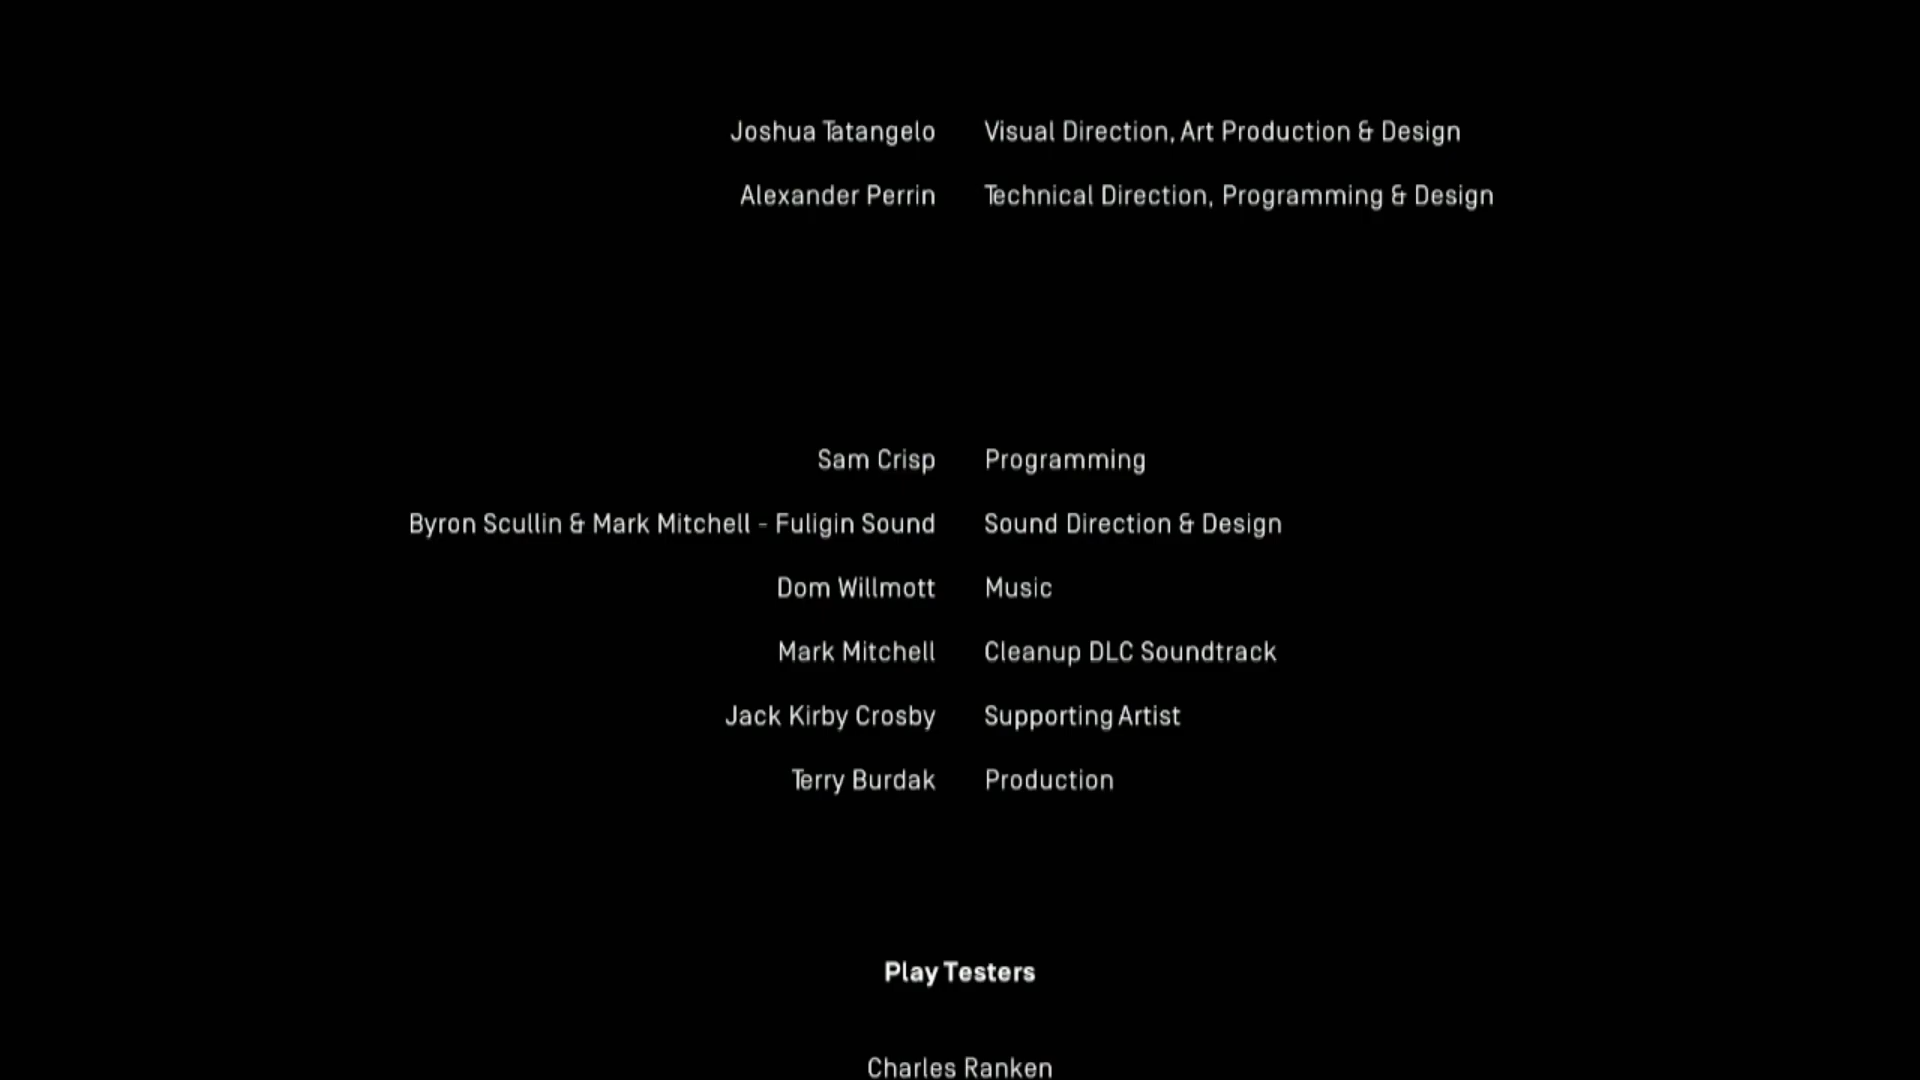 Joshua Tatangelo Visual Direction, Art Production & Design
Alexander Perrin Technical Direction, Programming & Design
Sam Crisp Programming
Byron Scullin & Mark Mitchell - Fuligin Sound Sound Direction & Design
Dom Willmott Music
Mark Mitchell Cleanup DLC Soundtrack
Jack Kirby Crosby Supporting Artist
Terry Burdak Production
Play Testers
Charles Ranken